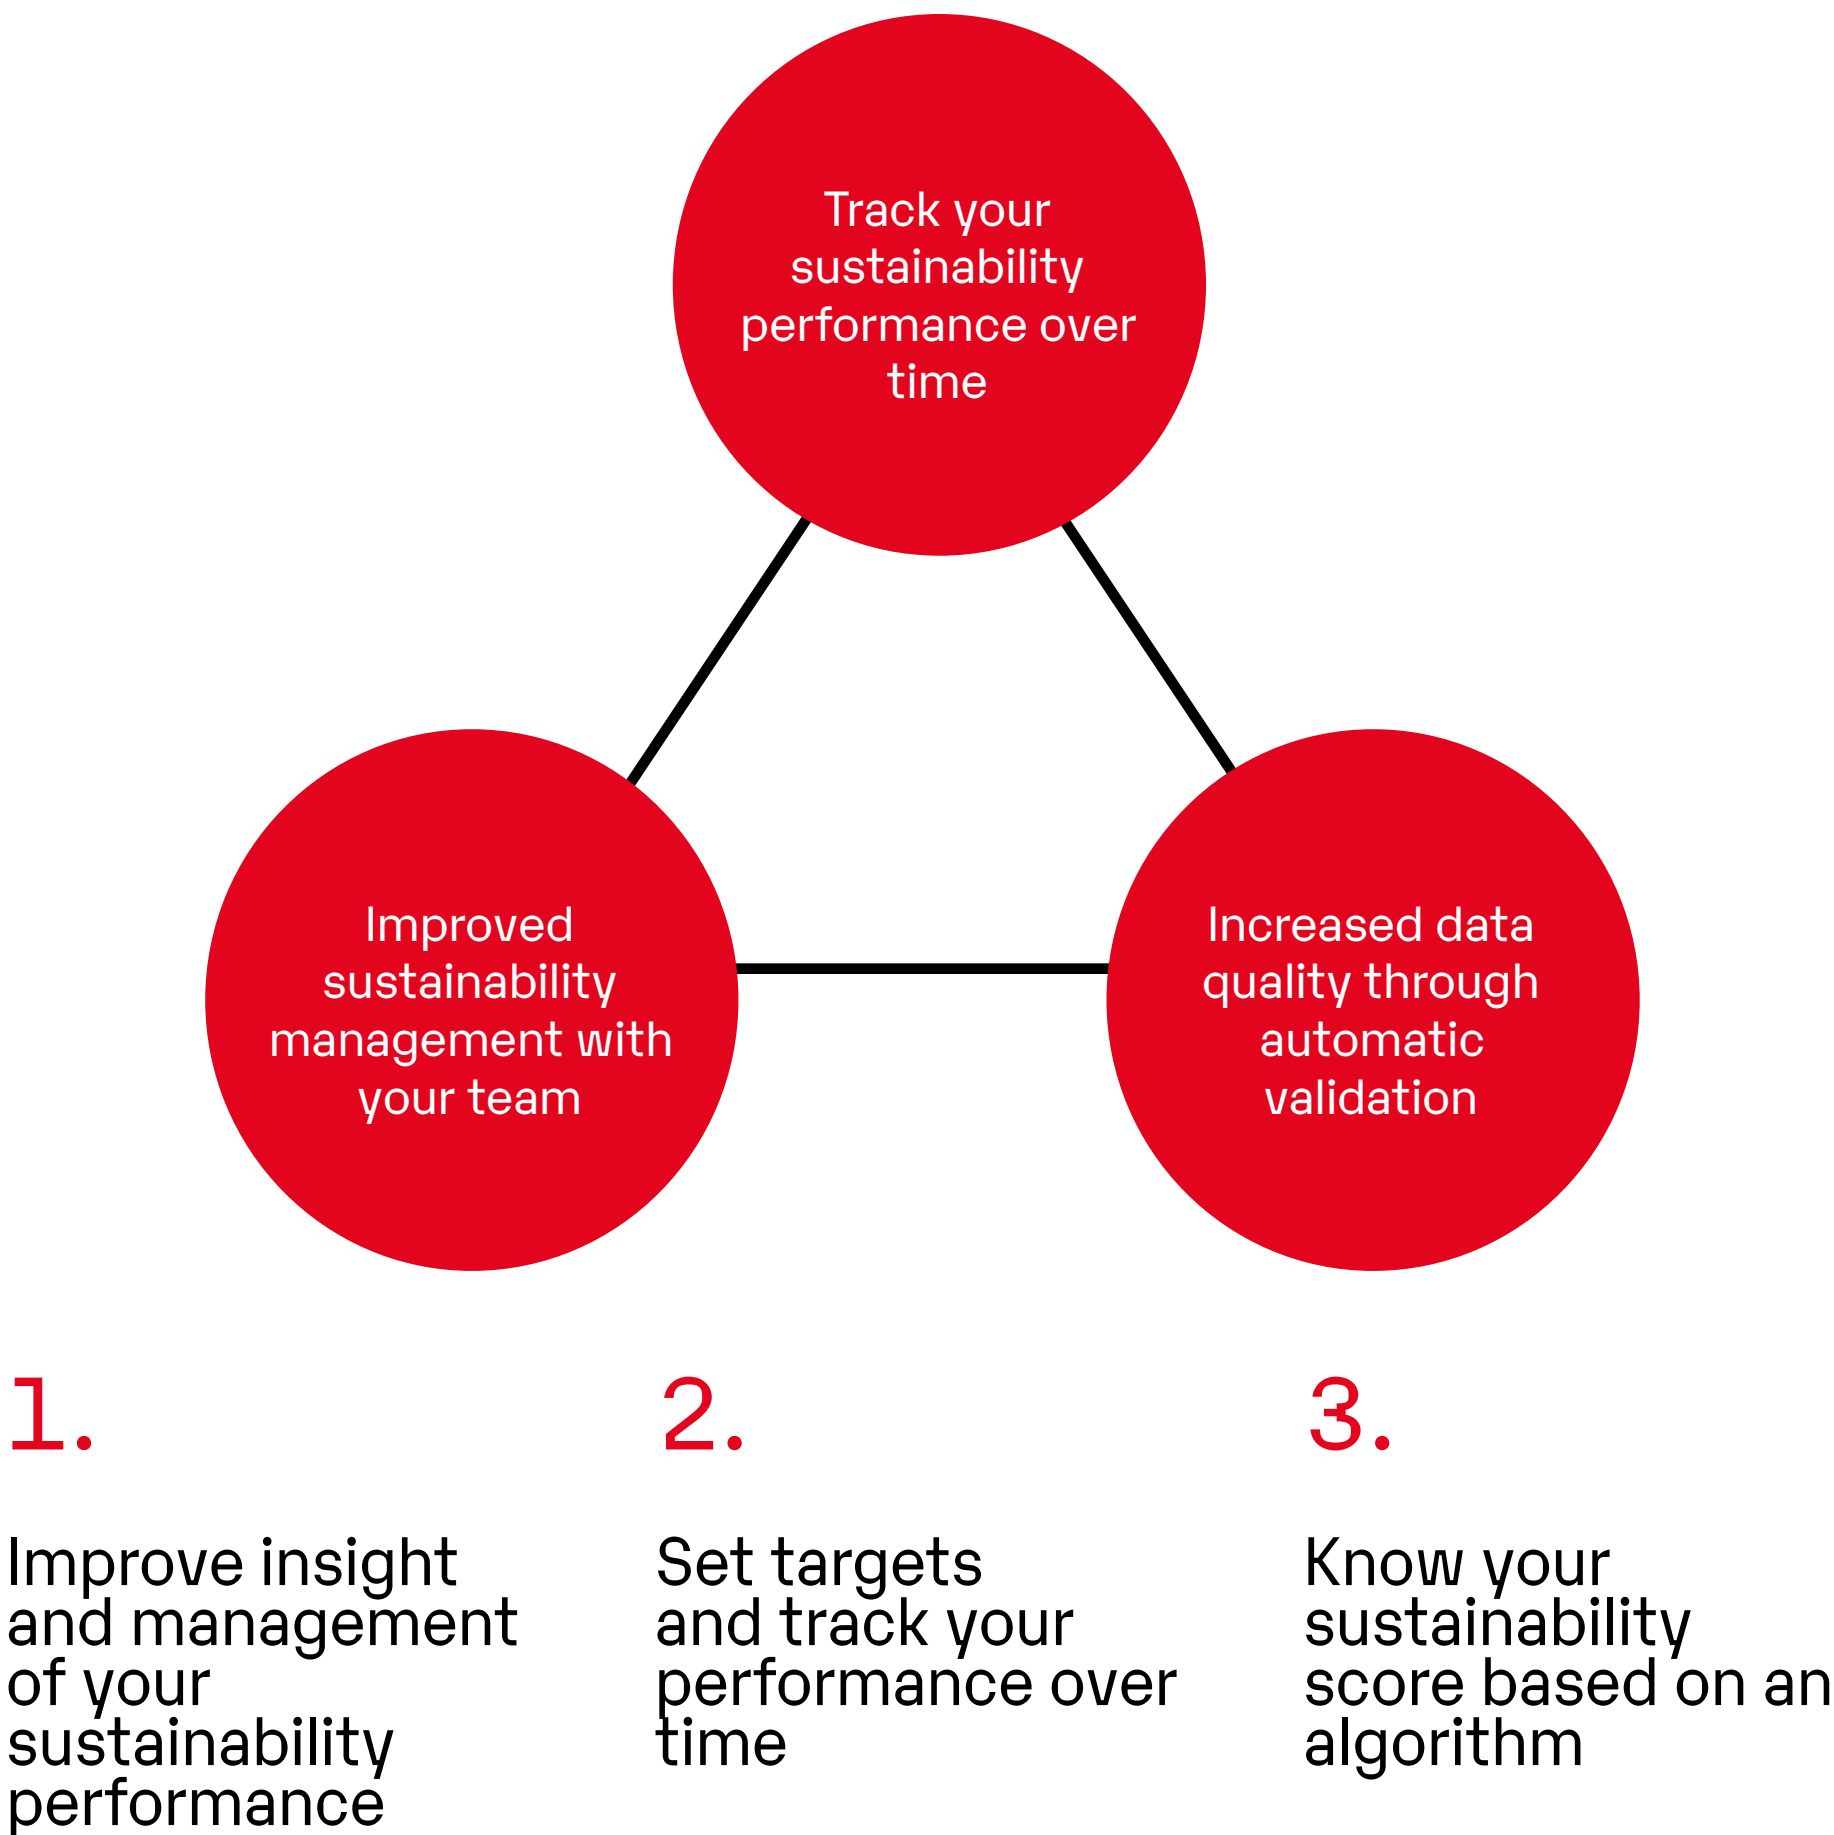 Track your
sustainability
performance over
time
Improved
sustainability
management with
your team
Increased data
quality through
automatic
validation
1.
Improve insight
and management
of your
sustainability
performance
2.
Set targets
and track your
performance over
time
3.
Know your
sustainability
score based on an
algorithm